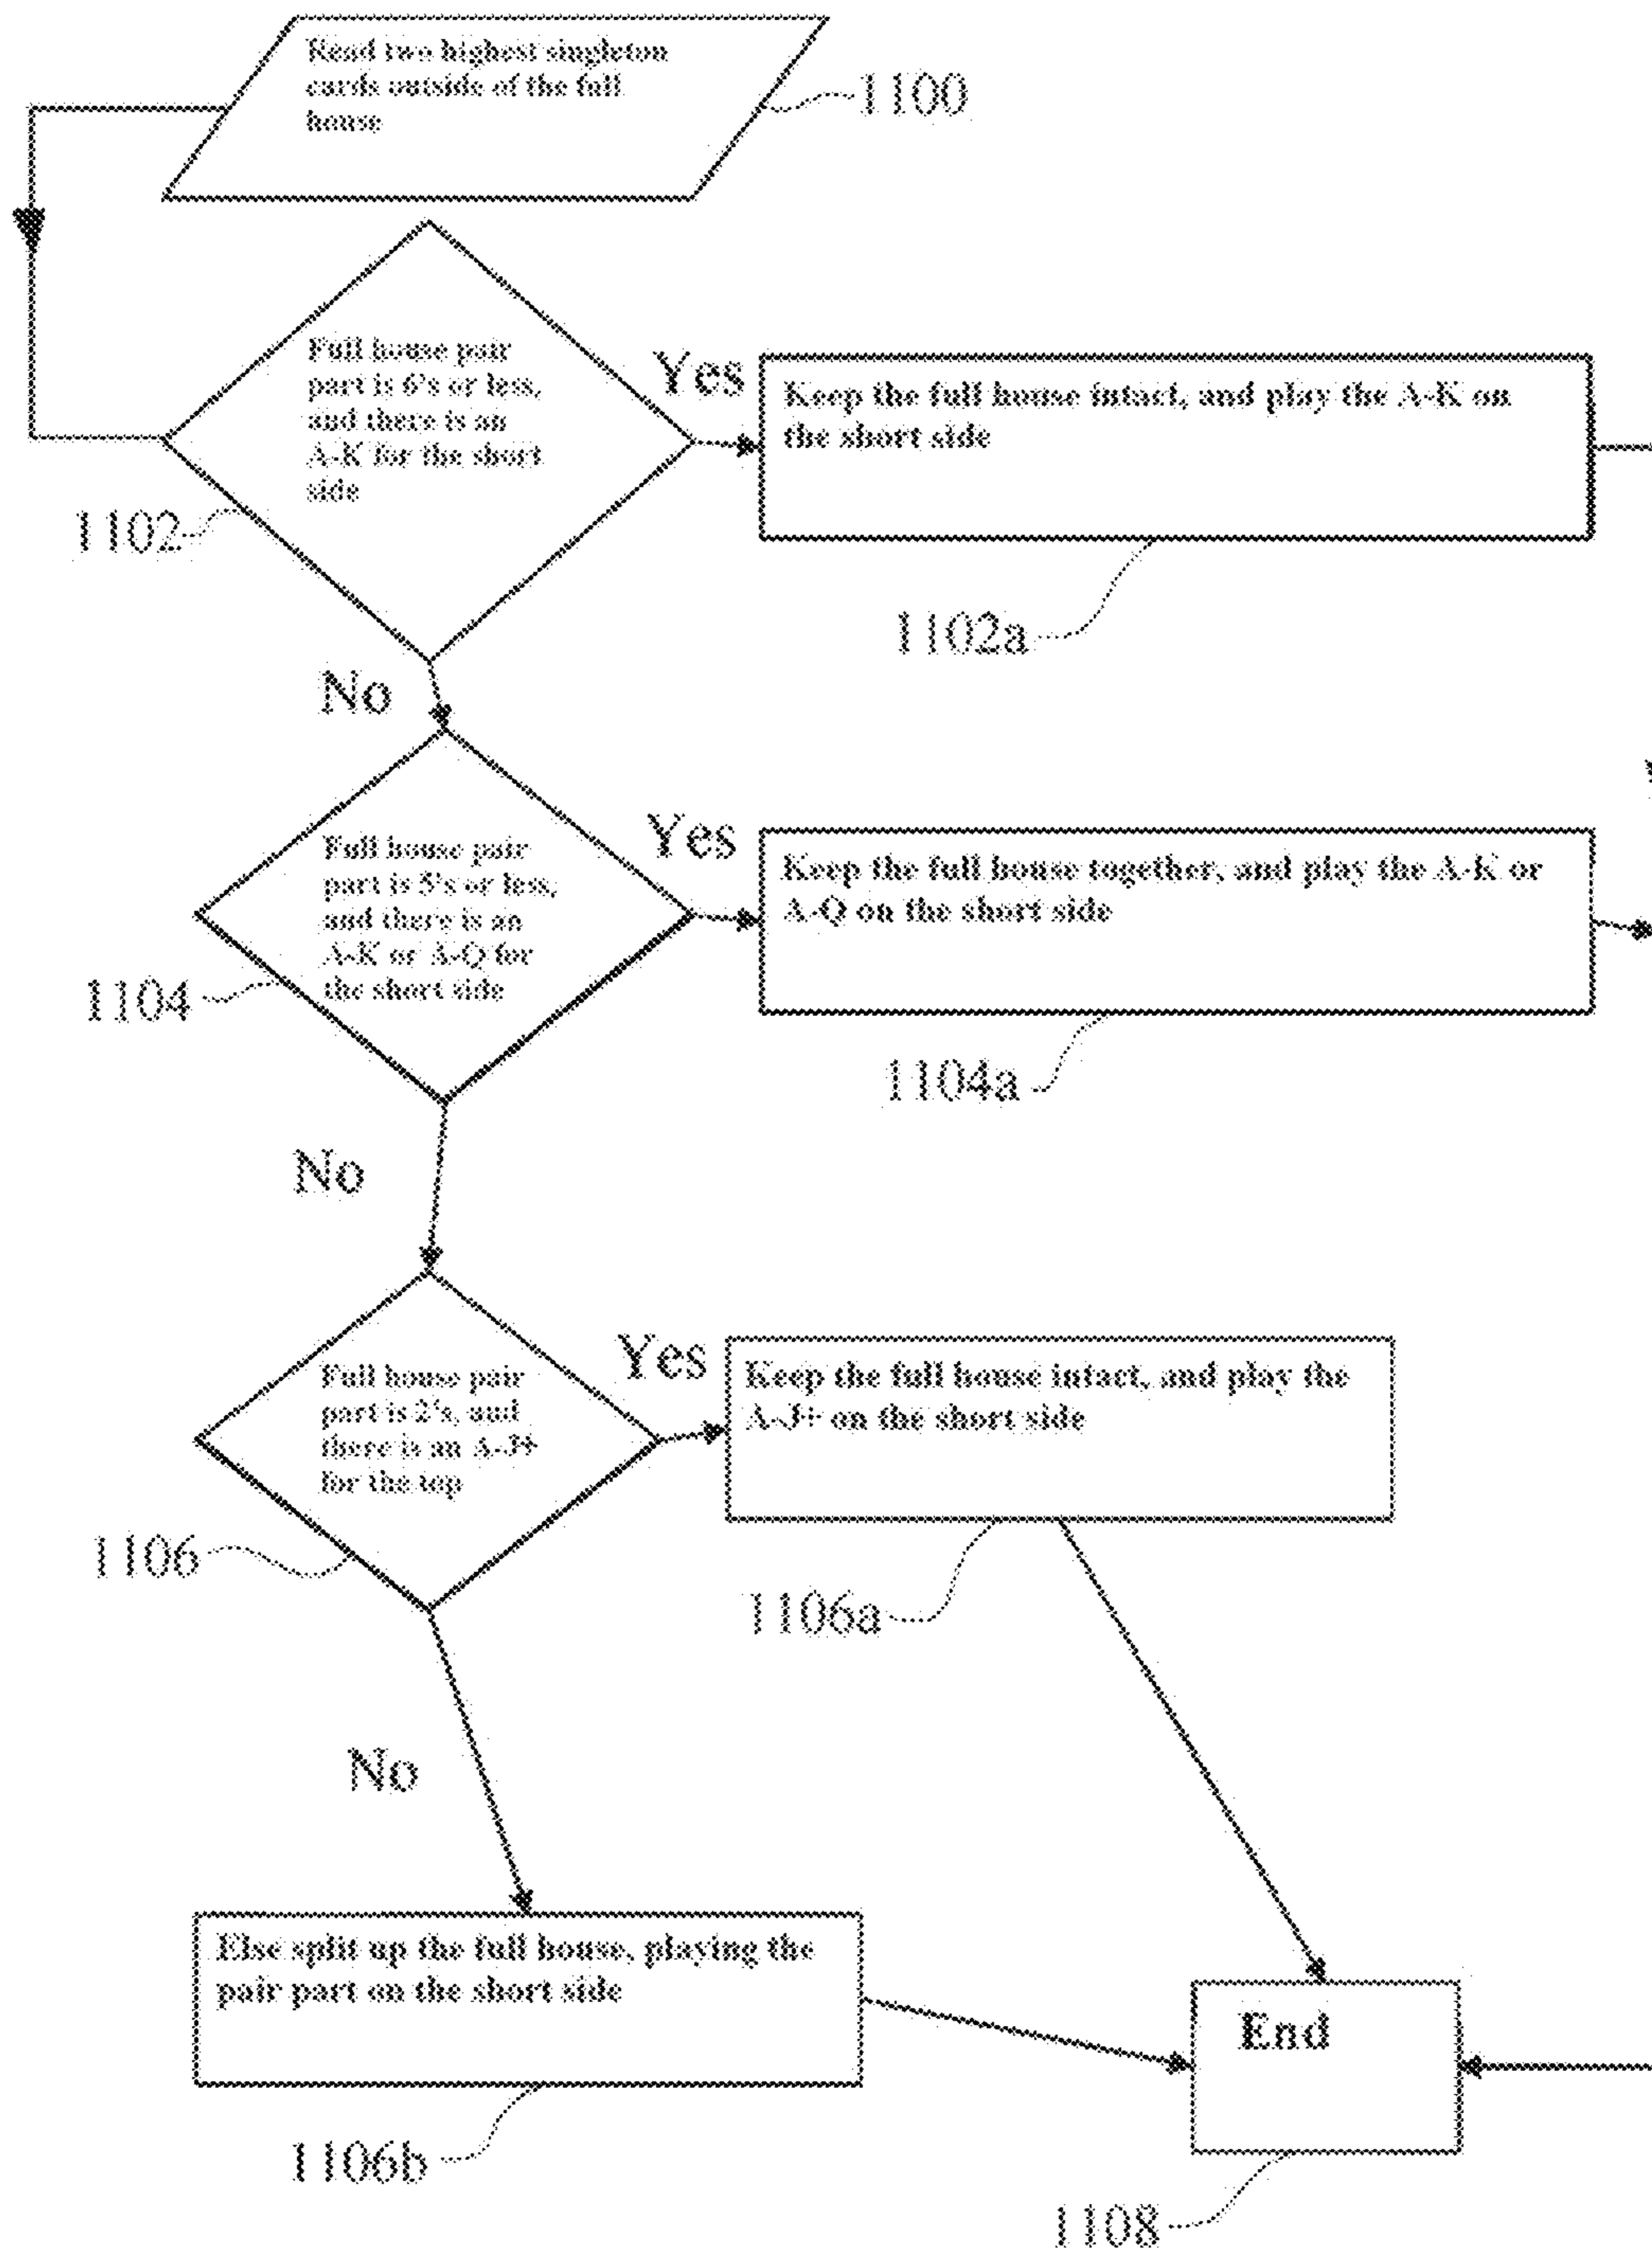 Read two highest singleton
cards outside of the full
house
1100
Full house pair
part is 6's or less,
and there is an
A-K for the short
side
Yes
Keep the full house intact, and play the A-K on
the short side
1102
1102a
No
Full house pair
part is 5's or less,
and there is an
A-K or A-Q for
the short side
Yes
Keep the full house together, and play the A-K or
A-Q on the short side
1104
1104a
No
Full house pair
part is 2's, and
there is an A-J+
for the top
Yes
Keep the full house intact, and play the
A-J+ on the short side
1106
1106a
No
Else split up the full house, playing the
pair part on the short side
End
1106b
1108